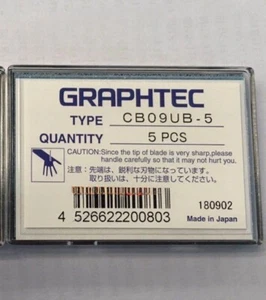 GRAPHTEC
TYPE CB09UB-5
QUANTITY 5 PCS
CAUTION:Since the tip of blade is very sharp,please
handle carefully so that it may not hurt you.
注意：先端は、鋭利な刃物になっています。
取り扱いは、十分に注意してください。
180902
4 526622200803 Made in Japan